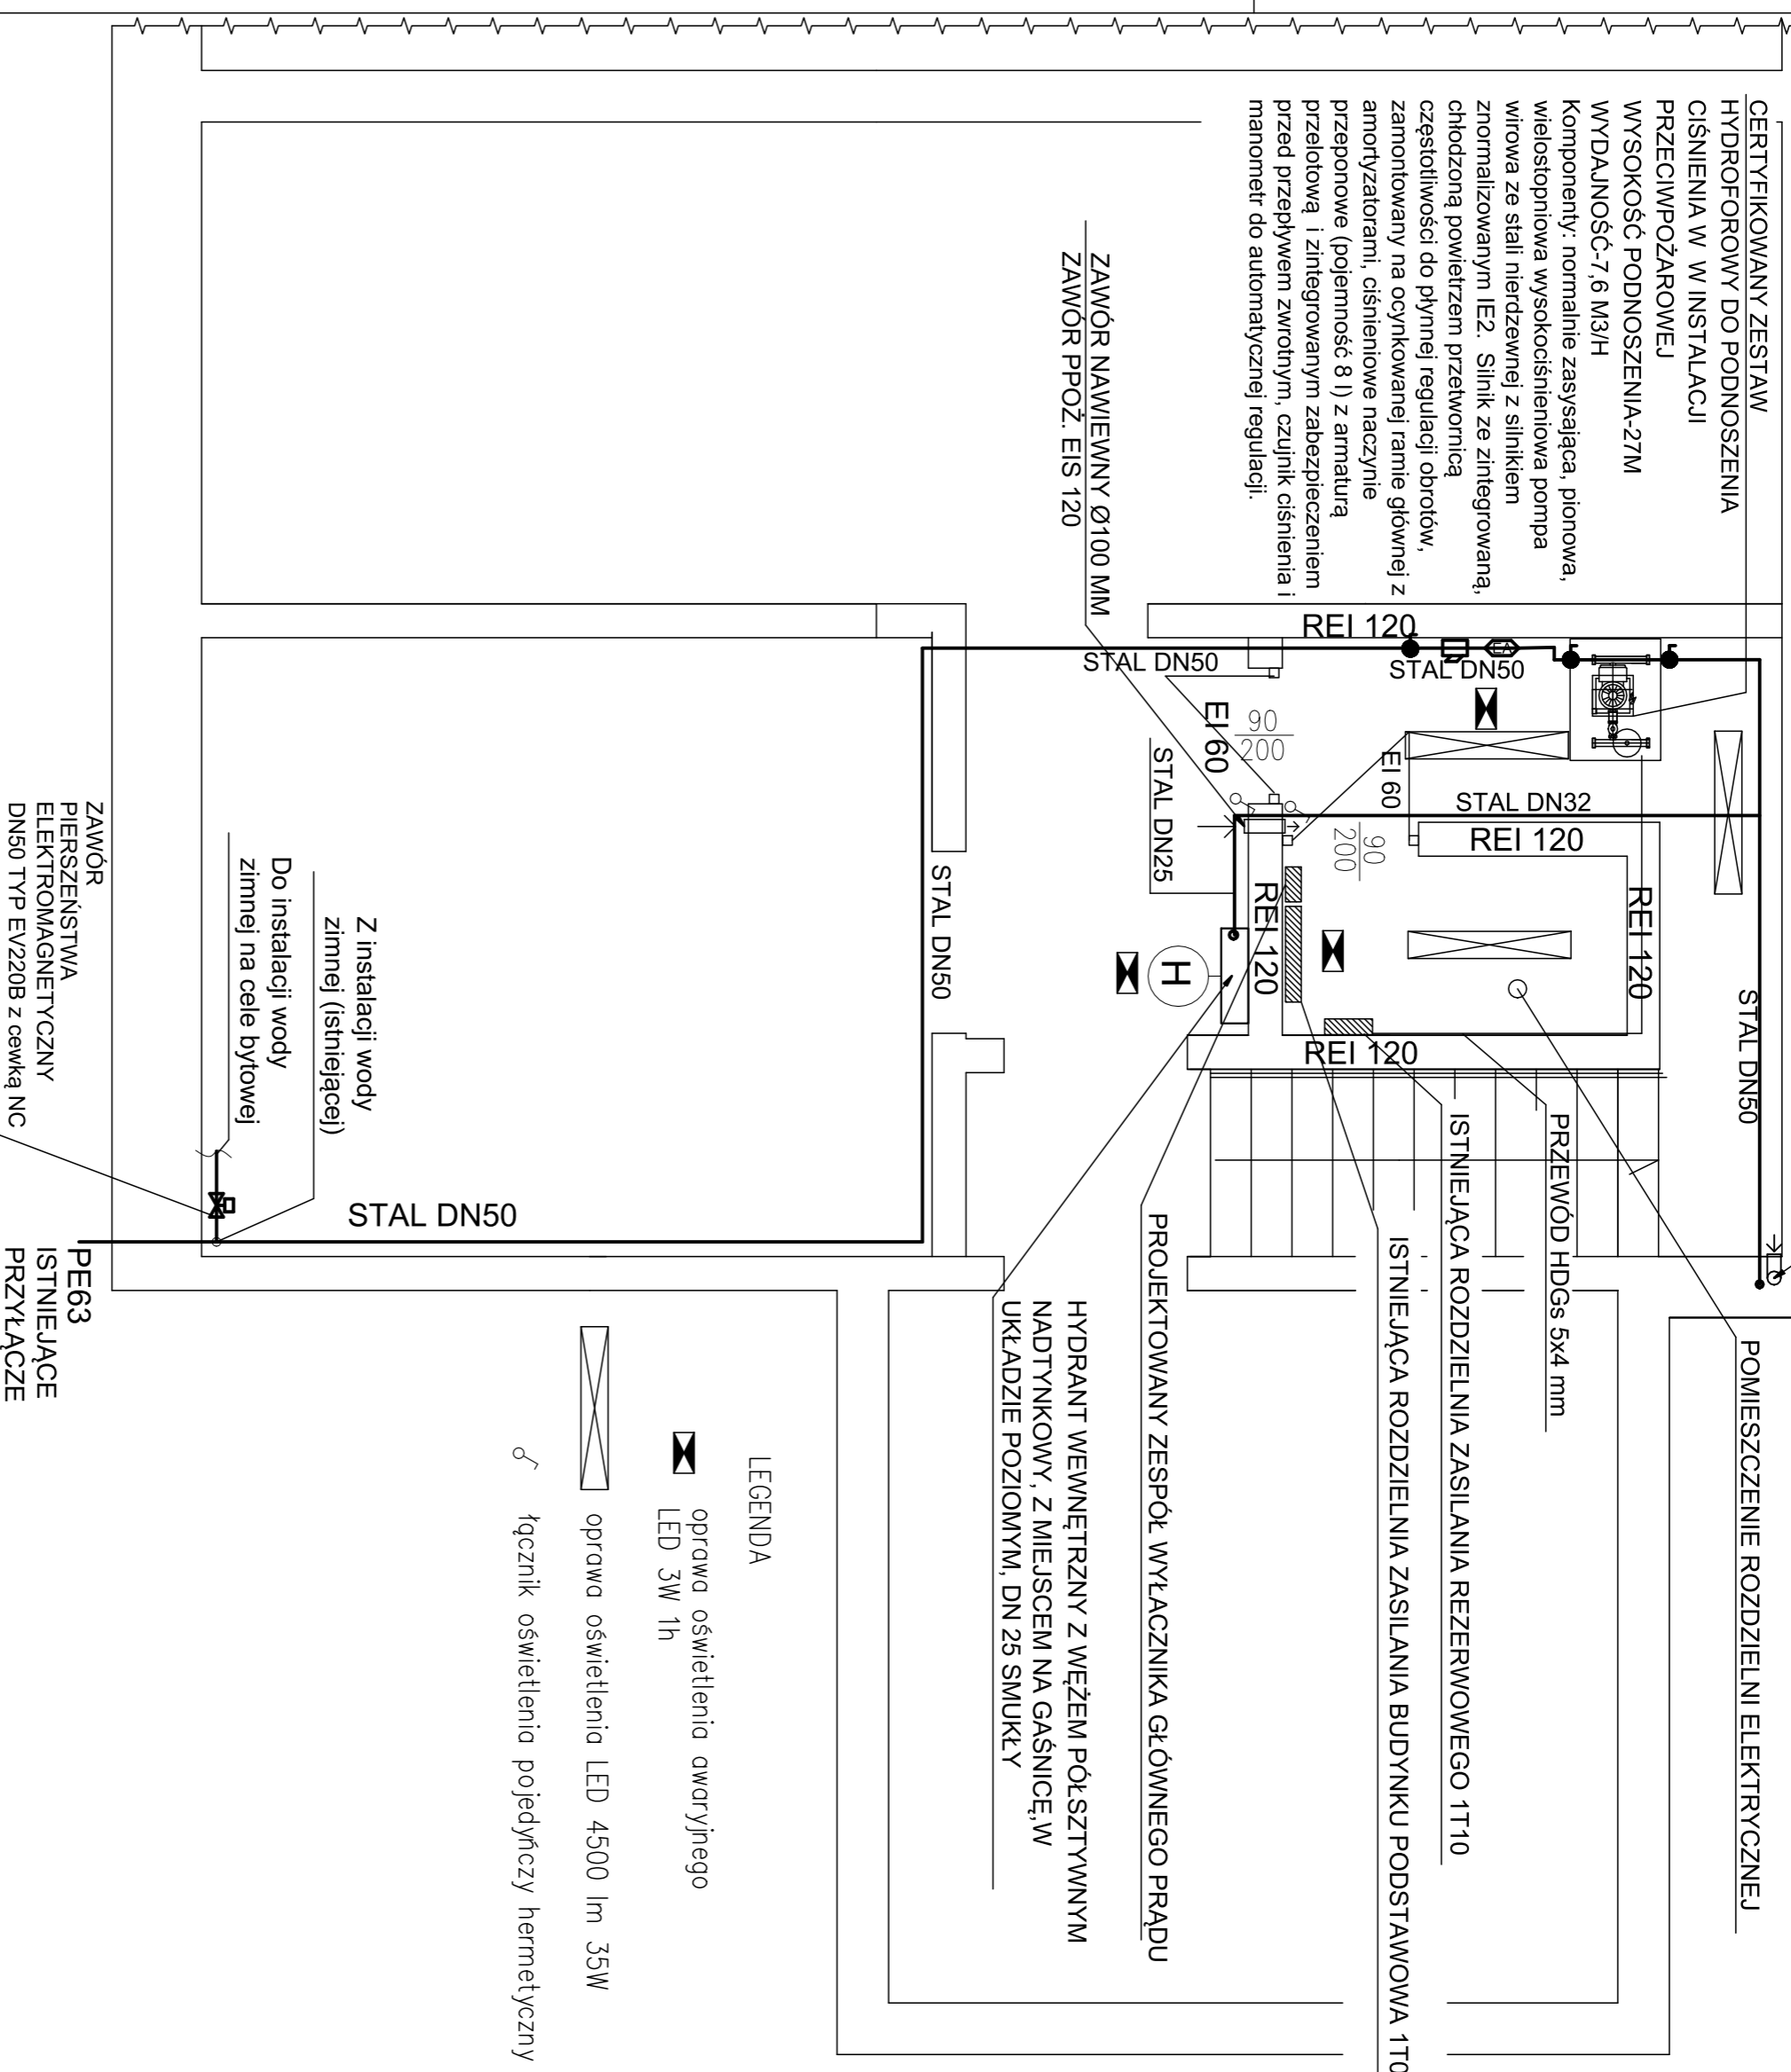 CERTYFIKOWANY ZESTAW
HYDROFOROWY DO PODNOSZENIA
CIŚNIENIA W  W INSTALACJI
PRZECIWPOŻAROWEJ
WYSOKOŚĆ PODNOSZENIA-27M
WYDAJNOŚĆ-7,6 M3/H
Komponenty: normalnie zasysająca, pionowa,
wielostopniowa wysokociśnieniowa pompa
wirowa ze stali nierdzewnej z silnikiem
znormalizowanym IE2.  Silnik ze zintegrowaną,
chłodzoną powietrzem przetwornicą
częstotliwości do płynnej regulacji obrotów,
zamontowany na ocynkowanej ramie głównej z
amortyzatorami, ciśnieniowe naczynie
przeponowe (pojemność 8 l) z armaturą
przelotową  i zintegrowanym zabezpieczeniem
przed przepływem zwrotnym, czujnik ciśnienia i
manometr do automatycznej regulacji.
ZAWÓR NAWIEWNY Ø100 MM
ZAWÓR PPOŻ. EIS 120
REI 120
STAL DN50
STAL DN50
EA
EI 60
90
200
STAL DN25
EI 60
STAL DN32
90
200
REI 120
REI 120
REI 120
REI 120
H
STAL DN50
STAL DN50
POMIESZCZENIE ROZDZIELNI ELEKTRYCZNEJ
PRZEWÓD HDGs 5x4 mm
ISTNIEJĄCA ROZDZIELNIA ZASILANIA REZERWOWEGO 1T10
ISTNIEJĄCA ROZDZIELNIA ZASILANIA BUDYNKU PODSTAWOWA 1T0
PROJEKTOWANY ZESPÓŁ WYŁACZNIKA GŁÓWNEGO PRĄDU
HYDRANT WEWNĘTRZNY Z WĘŻEM PÓŁSZTYWNYM
NADTYNKOWY, Z MIEJSCEM NA GAŚNICĘ,W
UKŁADZIE POZIOMYM, DN 25 SMUKŁY
Z instalacji wody
zimnej (istniejącej)
Do instalacji wody
zimnej na cele bytowej
STAL DN50
ZAWÓR
PIERSZEŃSTWA
ELEKTROMAGNETYCZNY
DN50 TYP EV220B z cewką NC
PE63
ISTNIEJĄCE
PRZYŁĄCZE
LEGENDA
oprawa oświetlenia awaryjnego
LED 3W 1h
oprawa oświetlenia LED 4500 lm 35W
łącznik oświetlenia pojedyńczy hermetyczny